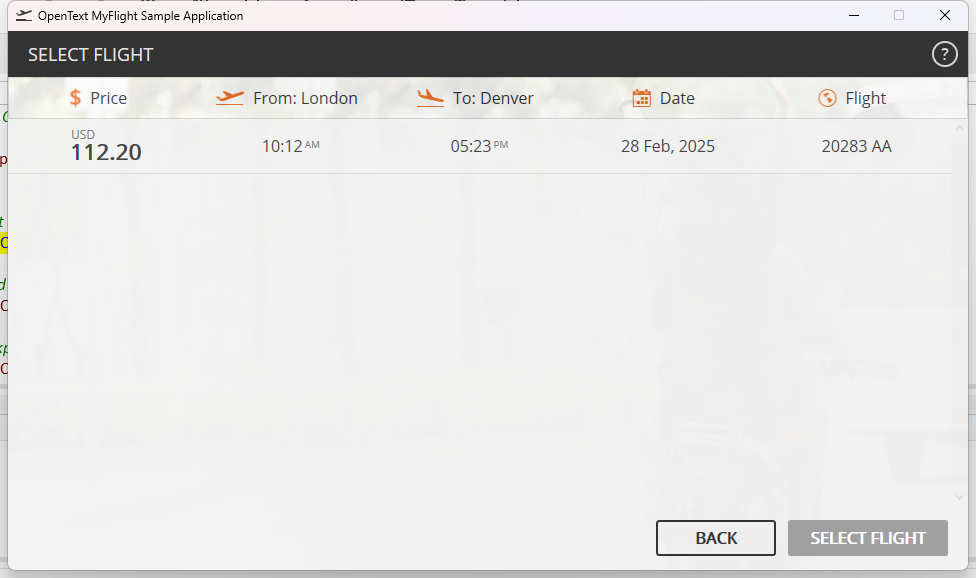 OpenText MyFlight Sample Application
SELECT FLIGHT ?
$ Price From: London To: Denver Date Flight
USD
112.20 10:12 AM 05:23 PM 28 Feb, 2025 20283 AA
BACK SELECT FLIGHT